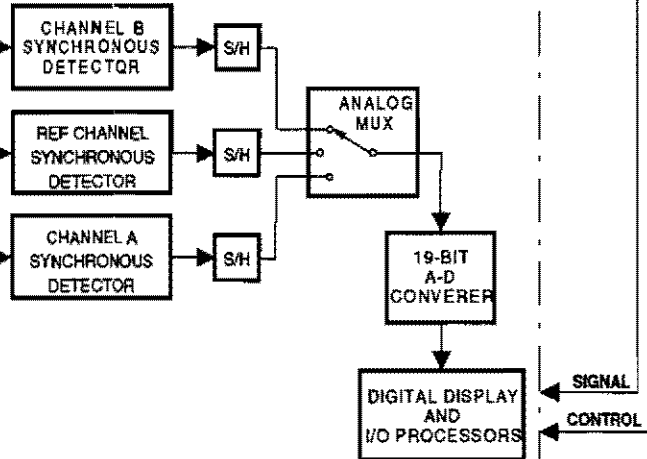 CHANNEL B
SYNCHRONOUS
DETECTOR
S/H
ANALOG
MUX
REF CHANNEL
SYNCHRONOUS
DETECTOR
S/H
CHANNEL A
SYNCHRONOUS
DETECTOR
S/H
19-BIT
A-D
CONVERER
DIGITAL DISPLAY
AND
I/O PROCESSORS
SIGNAL
CONTROL